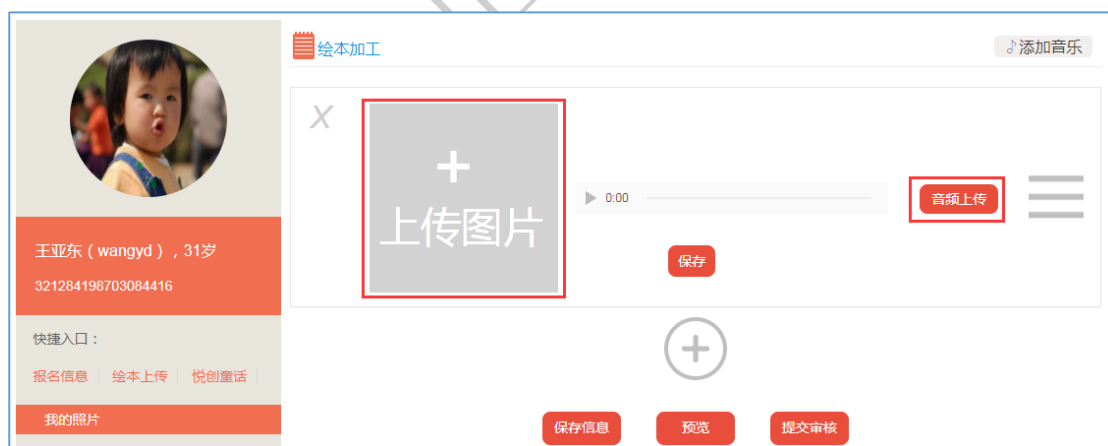 绘本加工
♪添加音乐
X
+
上传图片
0:00
音频上传
保存
王亚东（wangyd），31岁
321284198703084416
快捷入口：
报名信息 绘本上传 悦创童话
我的照片
保存信息 预览 提交审核